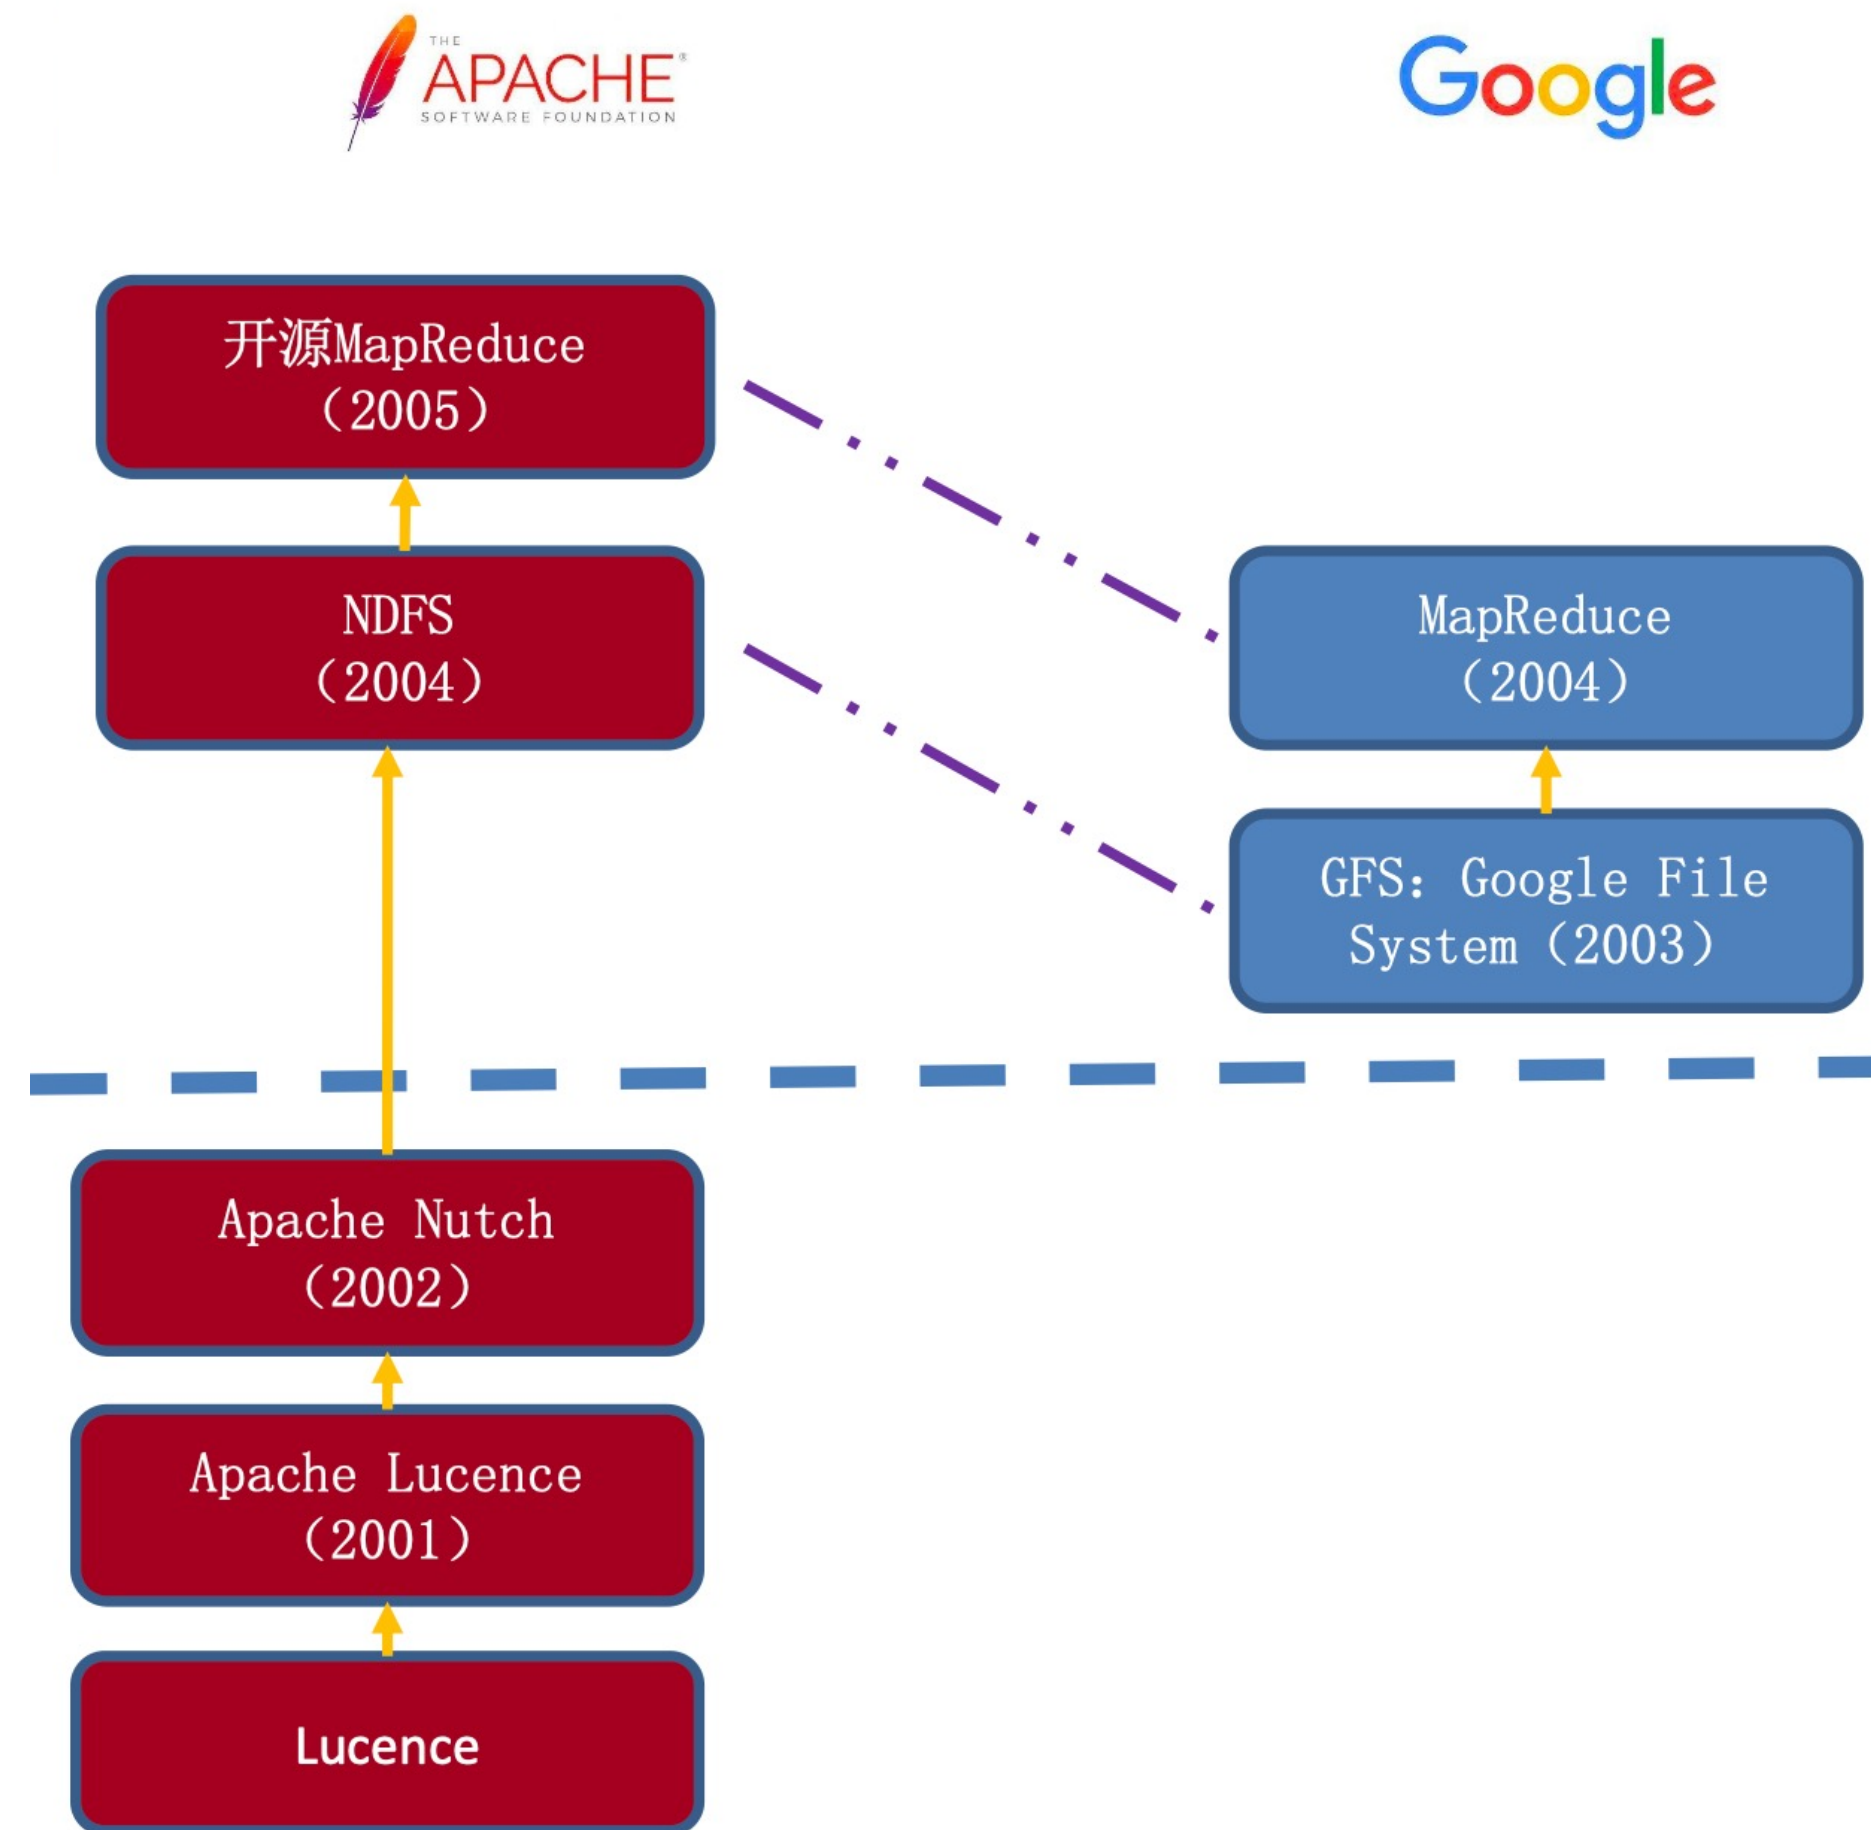 THE
APACHE®
SOFTWARE FOUNDATION
Google
开源MapReduce
（2005）
NDFS
（2004）
MapReduce
（2004）
GFS：Google File
System（2003）
Apache Nutch
（2002）
Apache Lucence
（2001）
Lucence